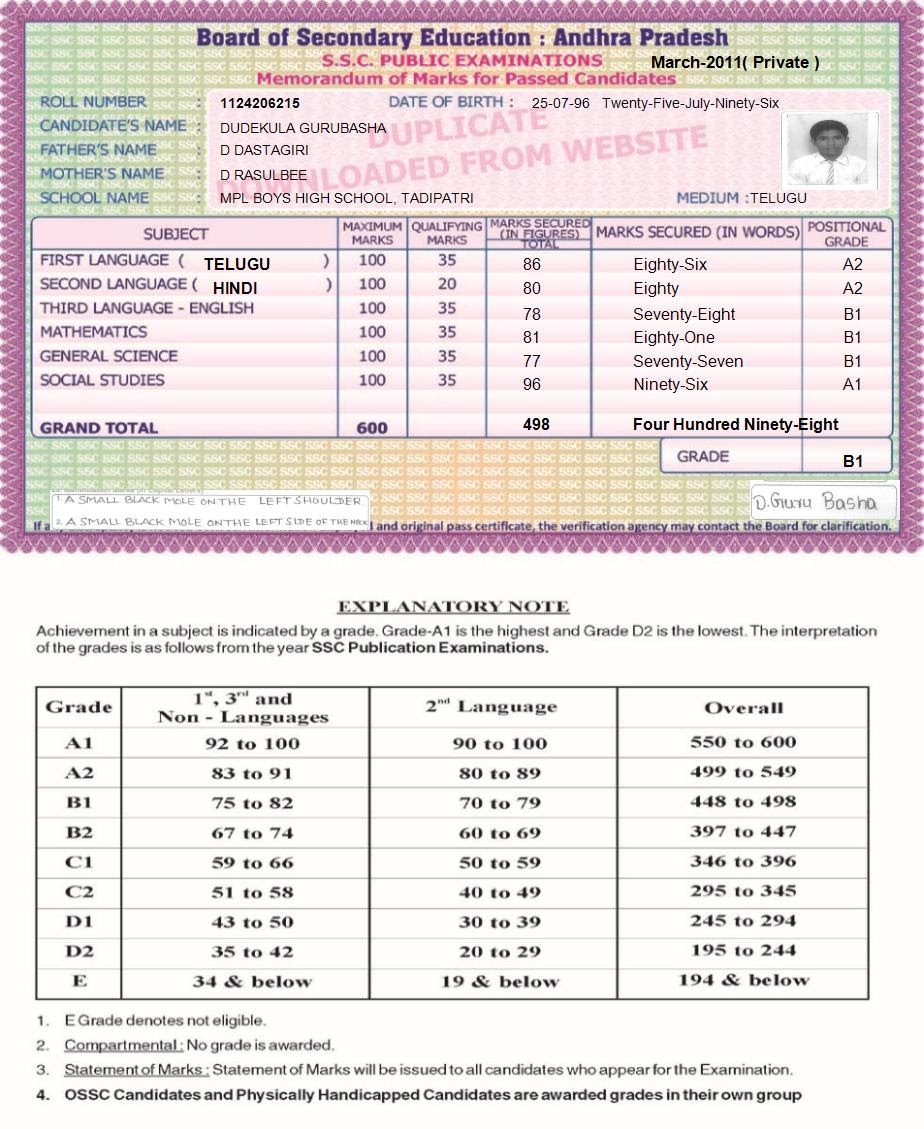 Board of Secondary Education : Andhra Pradesh
S.S.C. PUBLIC EXAMINATIONS March-2011( Private )
Memorandum of Marks for Passed Candidates
ROLL NUMBER : 1124206215 DATE OF BIRTH : 25-07-96 Twenty-Five-July-Ninety-Six
CANDIDATE'S NAME : DUDEKULA GURUBASHA
FATHER'S NAME : D DASTAGIRI
MOTHER'S NAME : D RASULBEE
SCHOOL NAME : MPL BOYS HIGH SCHOOL, TADIPATRI MEDIUM :TELUGU
DUPLICATE
DOWNLOADED FROM WEBSITE
SUBJECT MAXIMUM MARKS QUALIFYING MARKS MARKS SECURED (IN FIGURES) TOTAL MARKS SECURED (IN WORDS) POSITIONAL GRADE
FIRST LANGUAGE ( TELUGU ) 100 35 86 Eighty-Six A2
SECOND LANGUAGE ( HINDI ) 100 20 80 Eighty A2
THIRD LANGUAGE - ENGLISH 100 35 78 Seventy-Eight B1
MATHEMATICS 100 35 81 Eighty-One B1
GENERAL SCIENCE 100 35 77 Seventy-Seven B1
SOCIAL STUDIES 100 35 96 Ninety-Six A1
GRAND TOTAL 600 498 Four Hundred Ninety-Eight
GRADE B1
1. A SMALL BLACK MOLE ON THE LEFT SHOULDER
2. A SMALL BLACK MOLE ON THE LEFT SIDE OF THE NECK
D.Guru Basha
If a and original pass certificate, the verification agency may contact the Board for clarification.
EXPLANATORY NOTE
Achievement in a subject is indicated by a grade. Grade-A1 is the highest and Grade D2 is the lowest. The interpretation
of the grades is as follows from the year SSC Publication Examinations.
Grade 1st, 3rd and Non - Languages 2nd Language Overall
A1 92 to 100 90 to 100 550 to 600
A2 83 to 91 80 to 89 499 to 549
B1 75 to 82 70 to 79 448 to 498
B2 67 to 74 60 to 69 397 to 447
C1 59 to 66 50 to 59 346 to 396
C2 51 to 58 40 to 49 295 to 345
D1 43 to 50 30 to 39 245 to 294
D2 35 to 42 20 to 29 195 to 244
E 34 & below 19 & below 194 & below
1. E Grade denotes not eligible.
2. Compartmental : No grade is awarded.
3. Statement of Marks : Statement of Marks will be issued to all candidates who appear for the Examination.
4. OSSC Candidates and Physically Handicapped Candidates are awarded grades in their own group